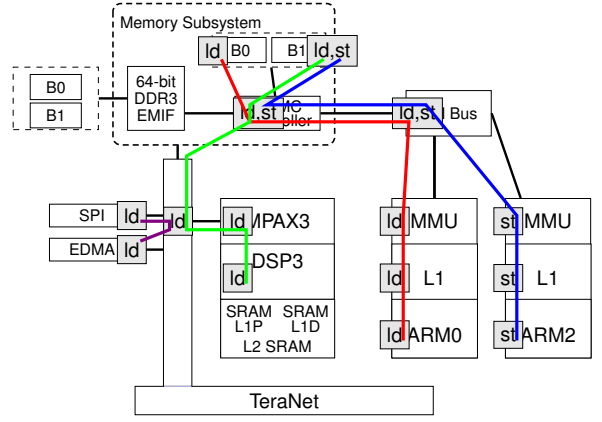 Memory Subsystem
ld B0 B1 ld,st
B0
B1
64-bit
DDR3
EMIF
ld,st MC
ld,st Bus
SPI ld
ld
EDMA ld
ld MPAX3
ld DSP3
SRAM SRAM
L1P L1D
L2 SRAM
ld MMU
ld L1
ld ARM0
st MMU
st L1
st ARM2
TeraNet